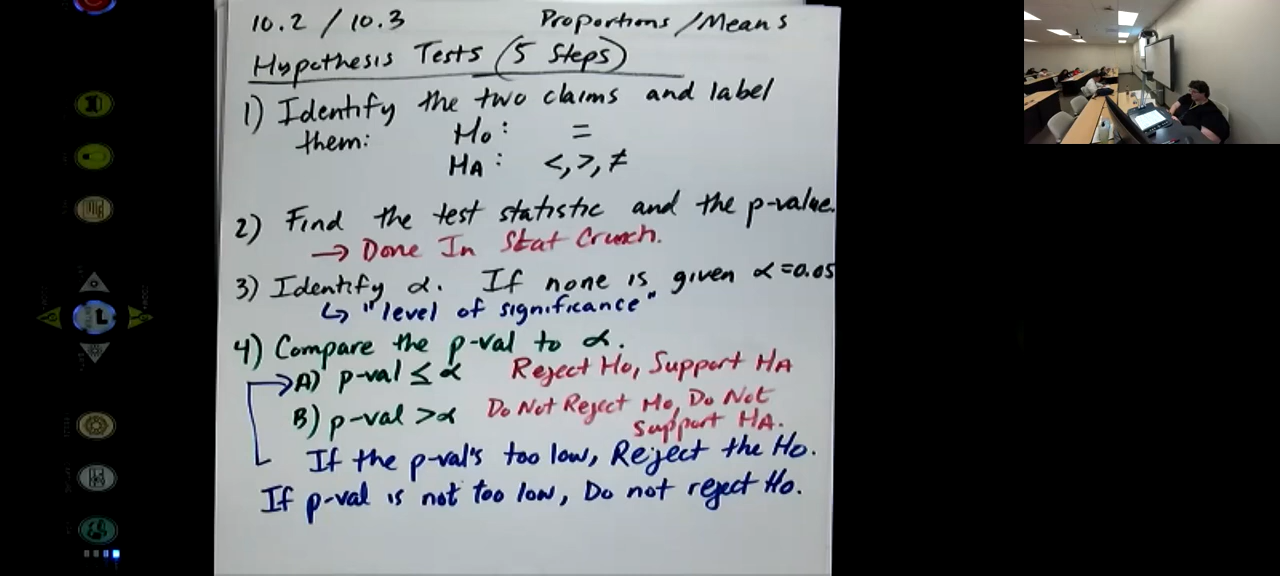 10.2 / 10.3 Proportions / Means
Hypothesis Tests (5 Steps)
1) Identify the two claims and label
them: Ho: =
HA: <, >, ≠
2) Find the test statistic and the p-value.
→ Done In Stat Crunch.
3) Identify α. If none is given α=0.05
↳ "level of significance"
4) Compare the p-val to α.
A) p-val ≤ α Reject Ho, Support HA
B) p-val > α Do Not Reject Ho, Do Not
Support HA.
If the p-val's too low, Reject the Ho.
If p-val is not too low, Do not reject Ho.
L